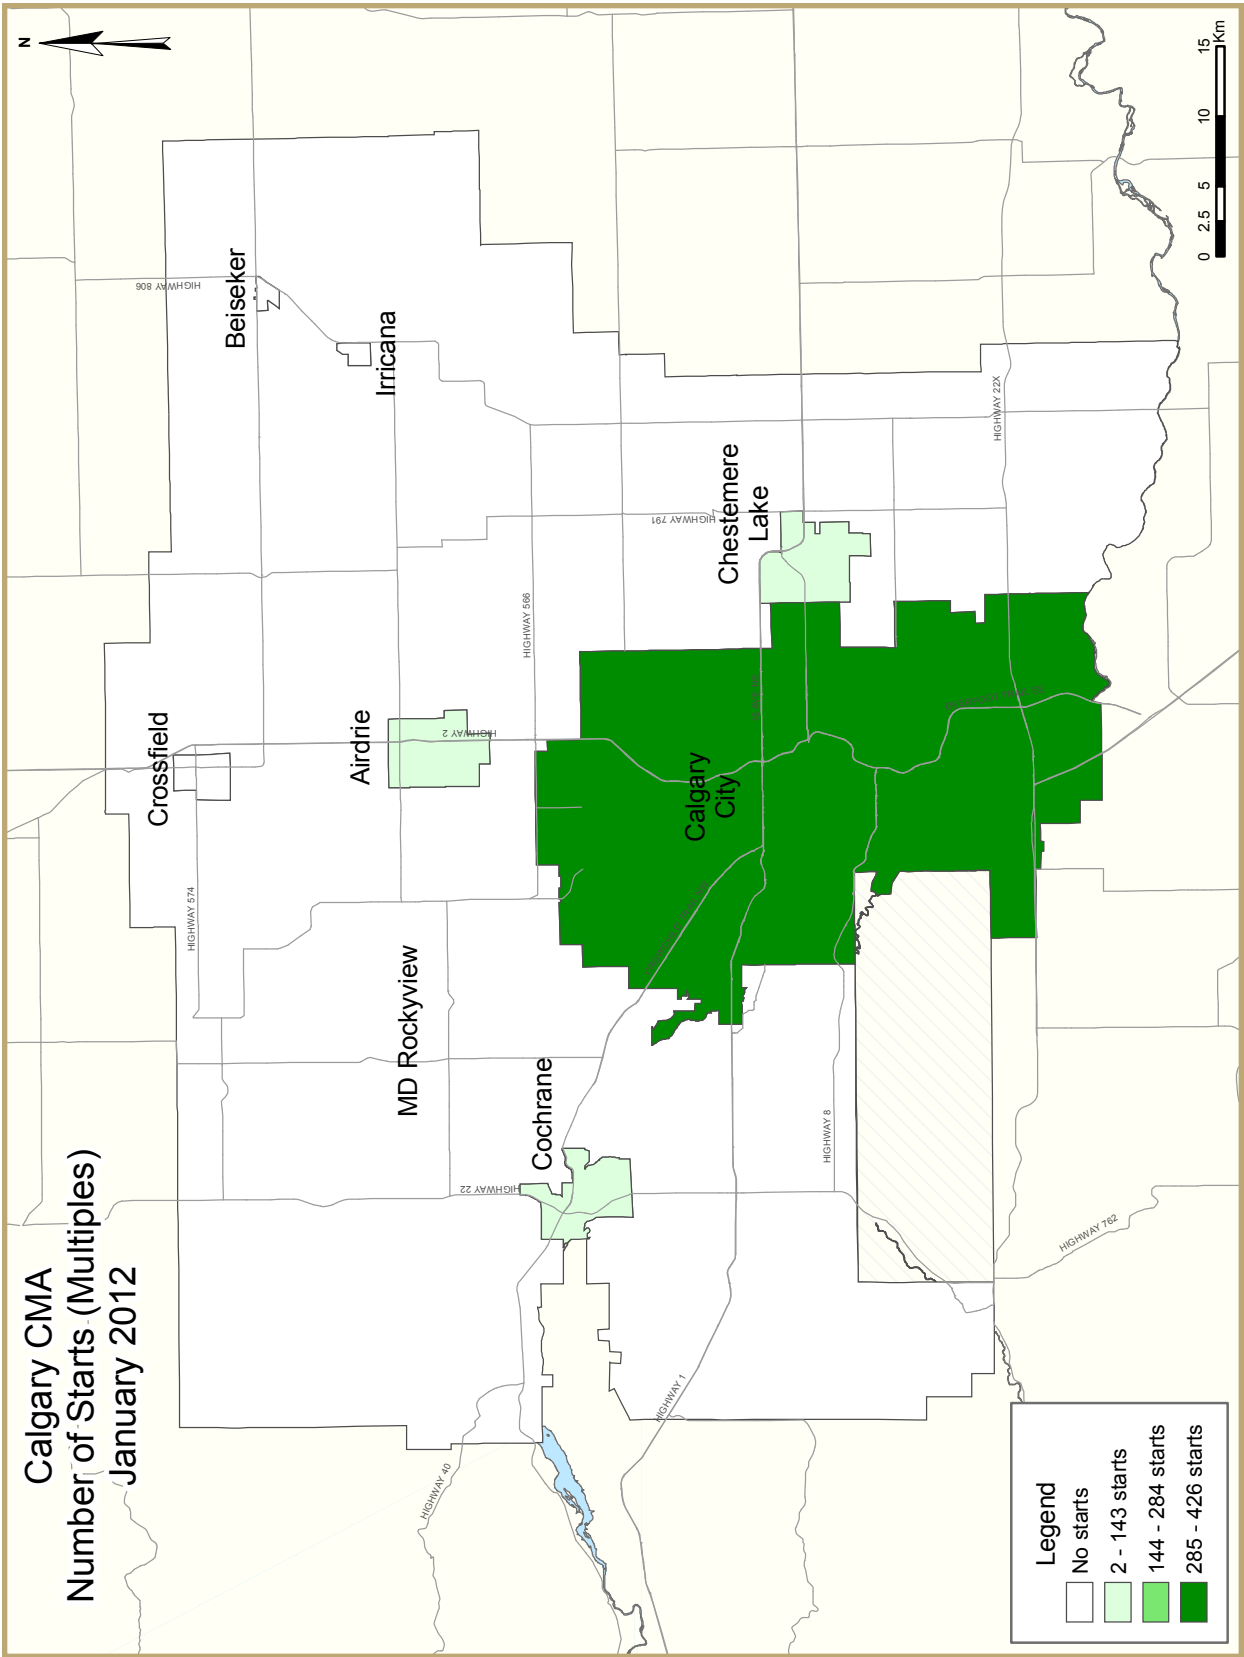 Calgary CMA
Number of Starts (Multiples)
January 2012
N
Crossfield
Beiseker
Irricana
Airdrie
MD Rockyview
Cochrane
Chestemere
Lake
Calgary
City
HIGHWAY 574
HIGHWAY 806
HIGHWAY 2
HIGHWAY 566
HIGHWAY 22
HIGHWAY 791
HIGHWAY 40
HIGHWAY 1
HIGHWAY 8
HIGHWAY 22X
HIGHWAY 762
Legend
No starts
2 - 143 starts
144 - 284 starts
285 - 426 starts
0 2.5 5 10 15
Km